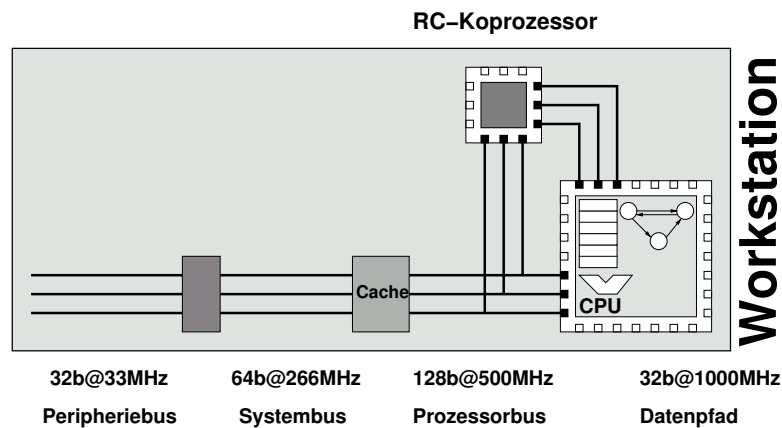 RC–Koprozessor
Workstation
Cache
CPU
32b@33MHz 64b@266MHz 128b@500MHz 32b@1000MHz
Peripheriebus Systembus Prozessorbus Datenpfad